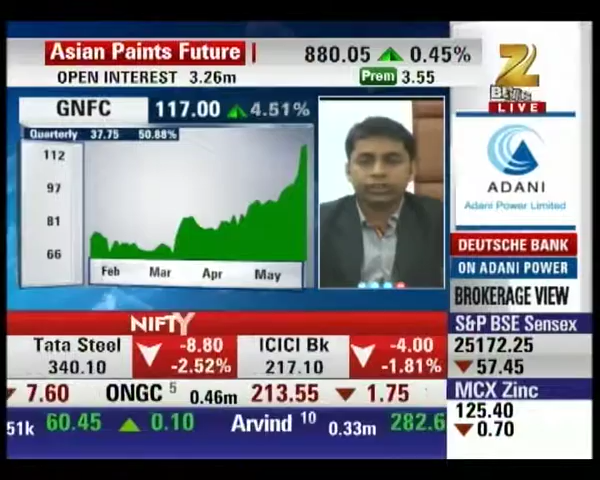 Asian Paints Future 880.05 0.45%
OPEN INTEREST 3.26m Prem 3.55
LIVE
GNFC 117.00 4.51%
Quarterly 37.75 50.88%
112
97
81
66
Feb Mar Apr May
ADANI
Adani Power Limited
DEUTSCHE BANK
ON ADANI POWER
BROKERAGE VIEW
NIFTY
Tata Steel -8.80 ICICI Bk -4.00
340.10 -2.52% 217.10 -1.81%
S&P BSE Sensex
25172.25
57.45
7.60 ONGC 5 0.46m 213.55 1.75
MCX Zinc
125.40
0.70
51k 60.45 0.10 Arvind 10 0.33m 282.6